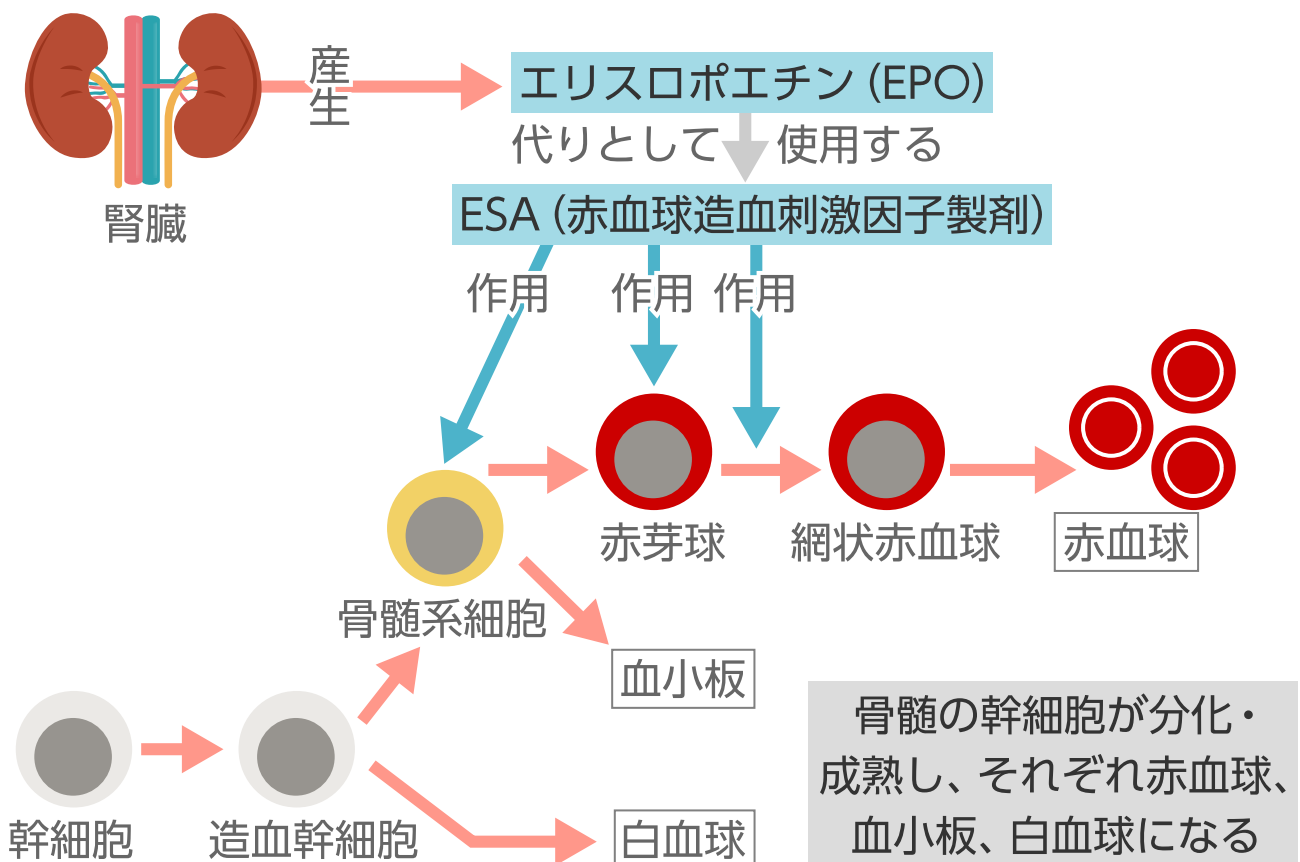 産生
エリスロポエチン(EPO)
代りとして 使用する
腎臓
ESA(赤血球造血刺激因子製剤)
作用 作用 作用
赤芽球
網状赤血球
赤血球
骨髄系細胞
血小板
幹細胞
造血幹細胞
白血球
骨髄の幹細胞が分化・
成熟し、それぞれ赤血球、
血小板、白血球になる